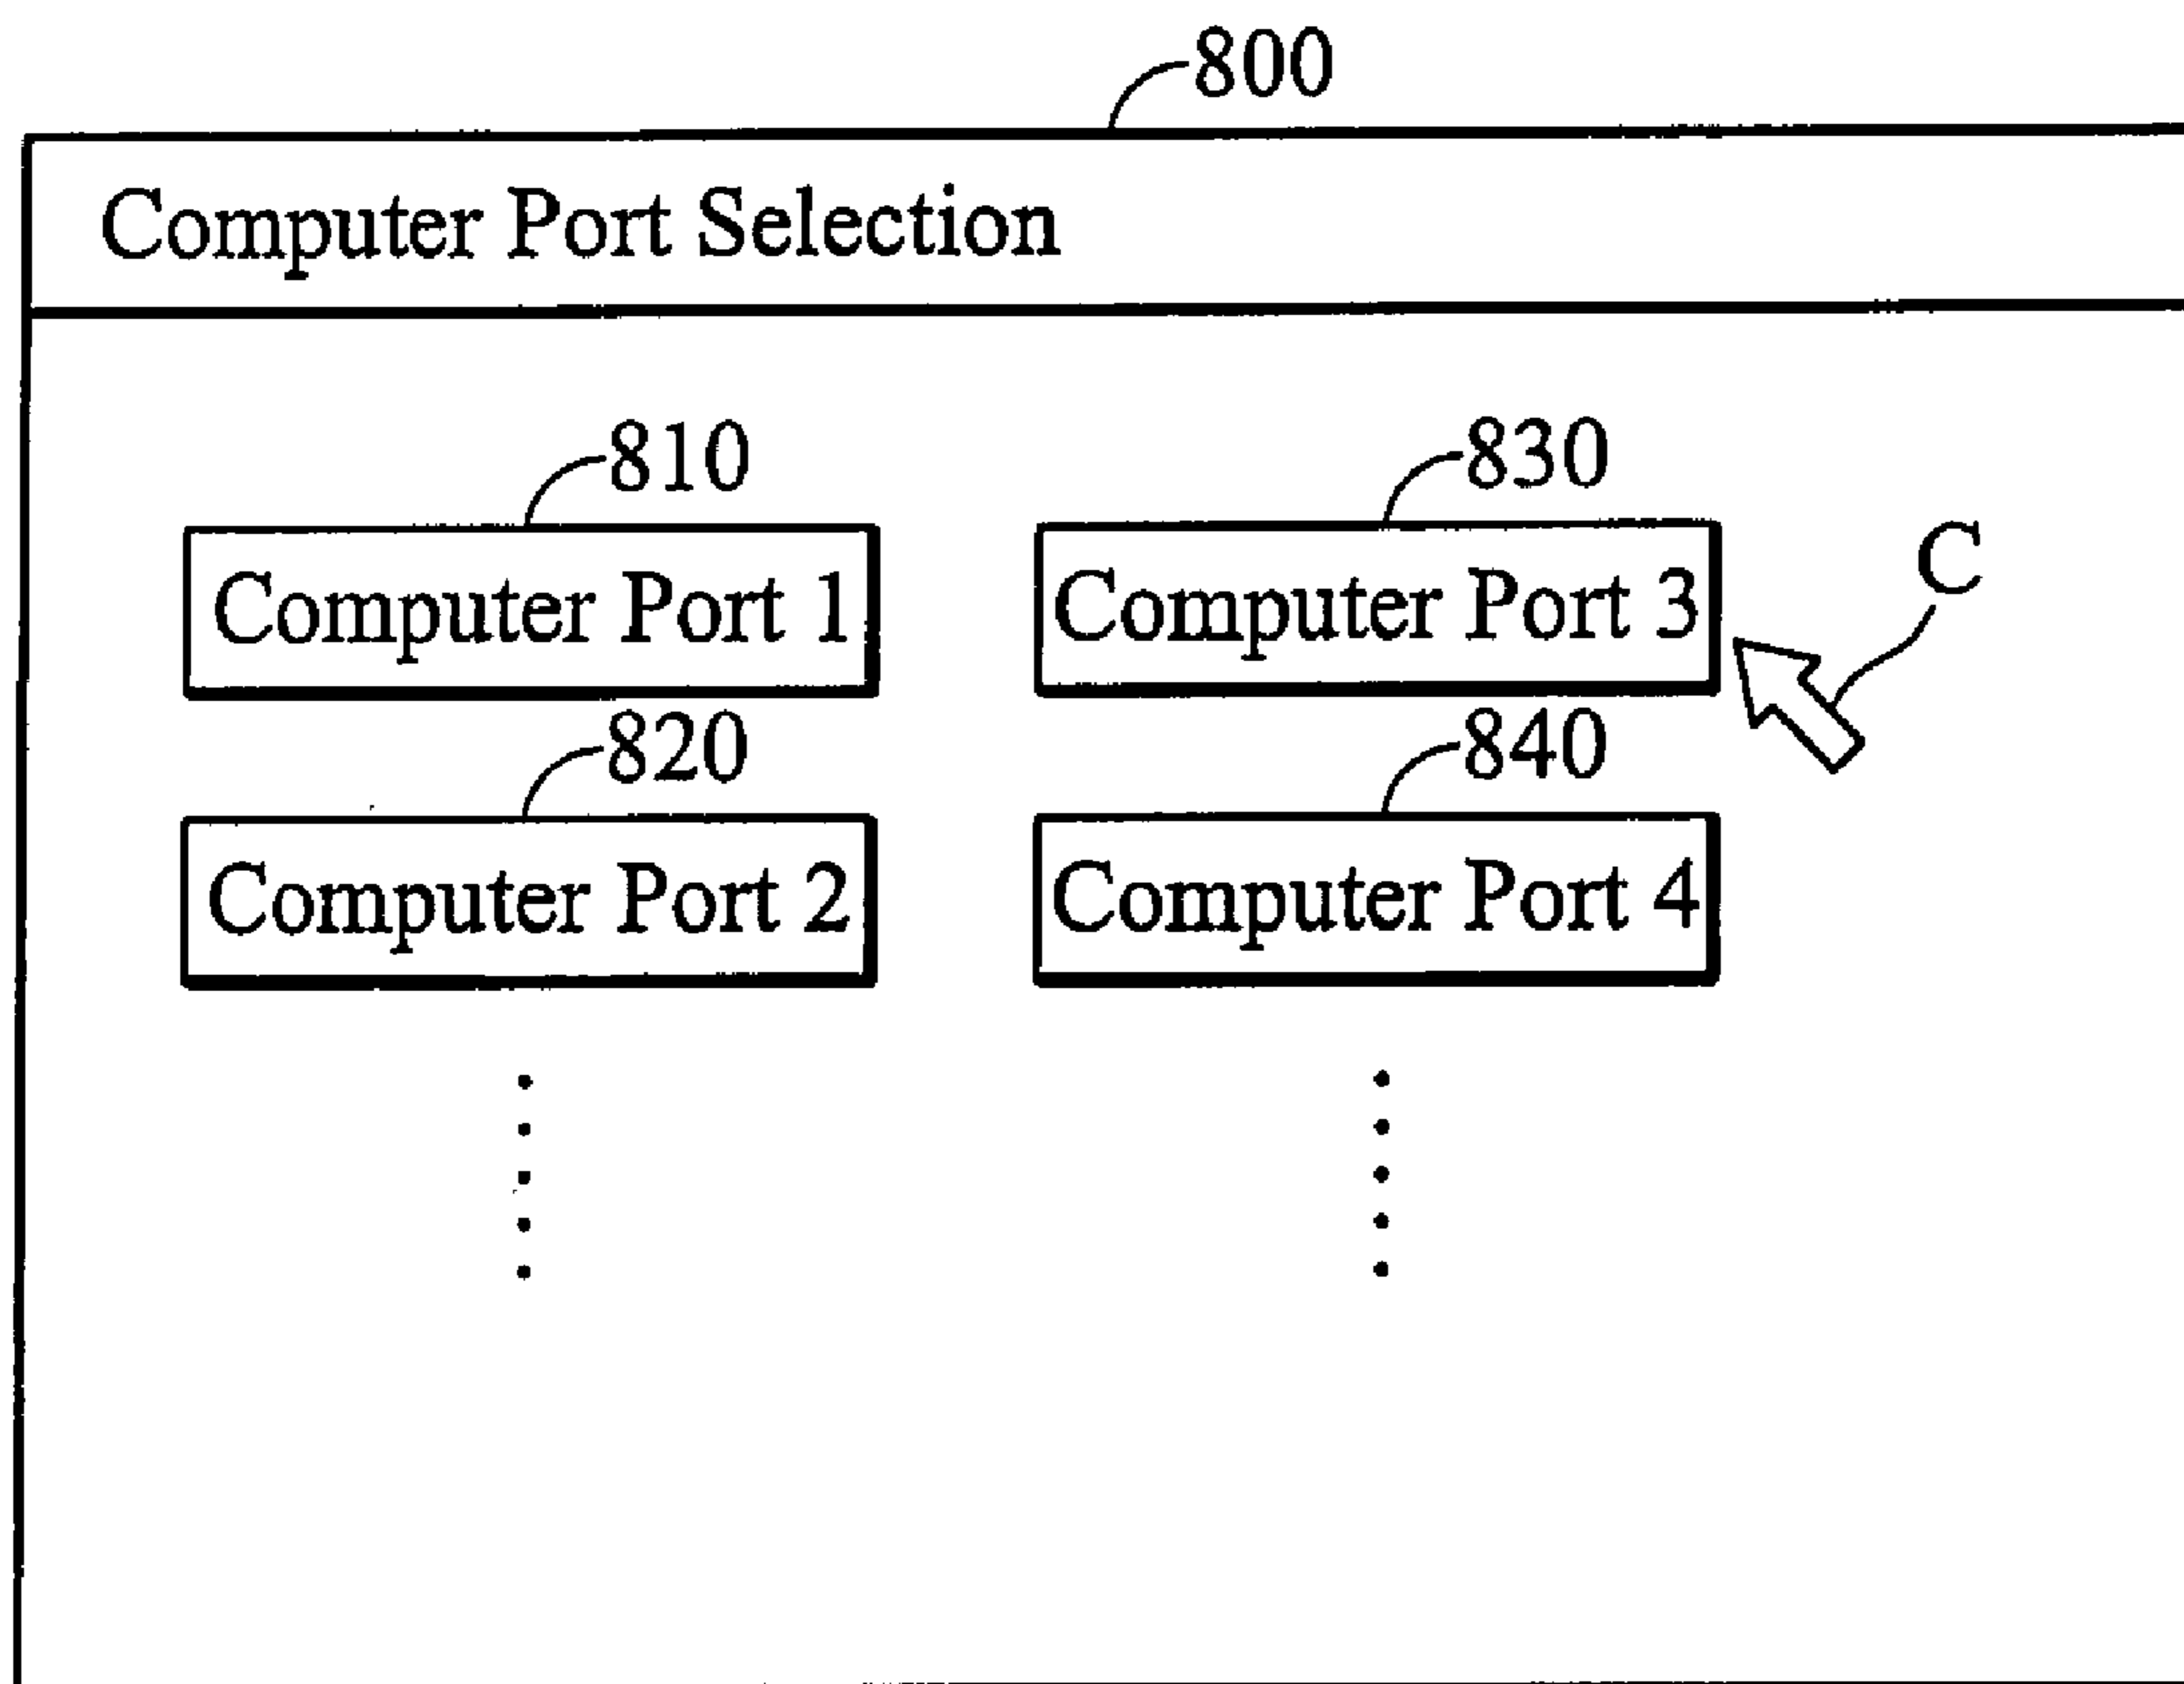 800
Computer Port Selection
810
830
Computer Port 1
Computer Port 3
C
820
840
Computer Port 2
Computer Port 4